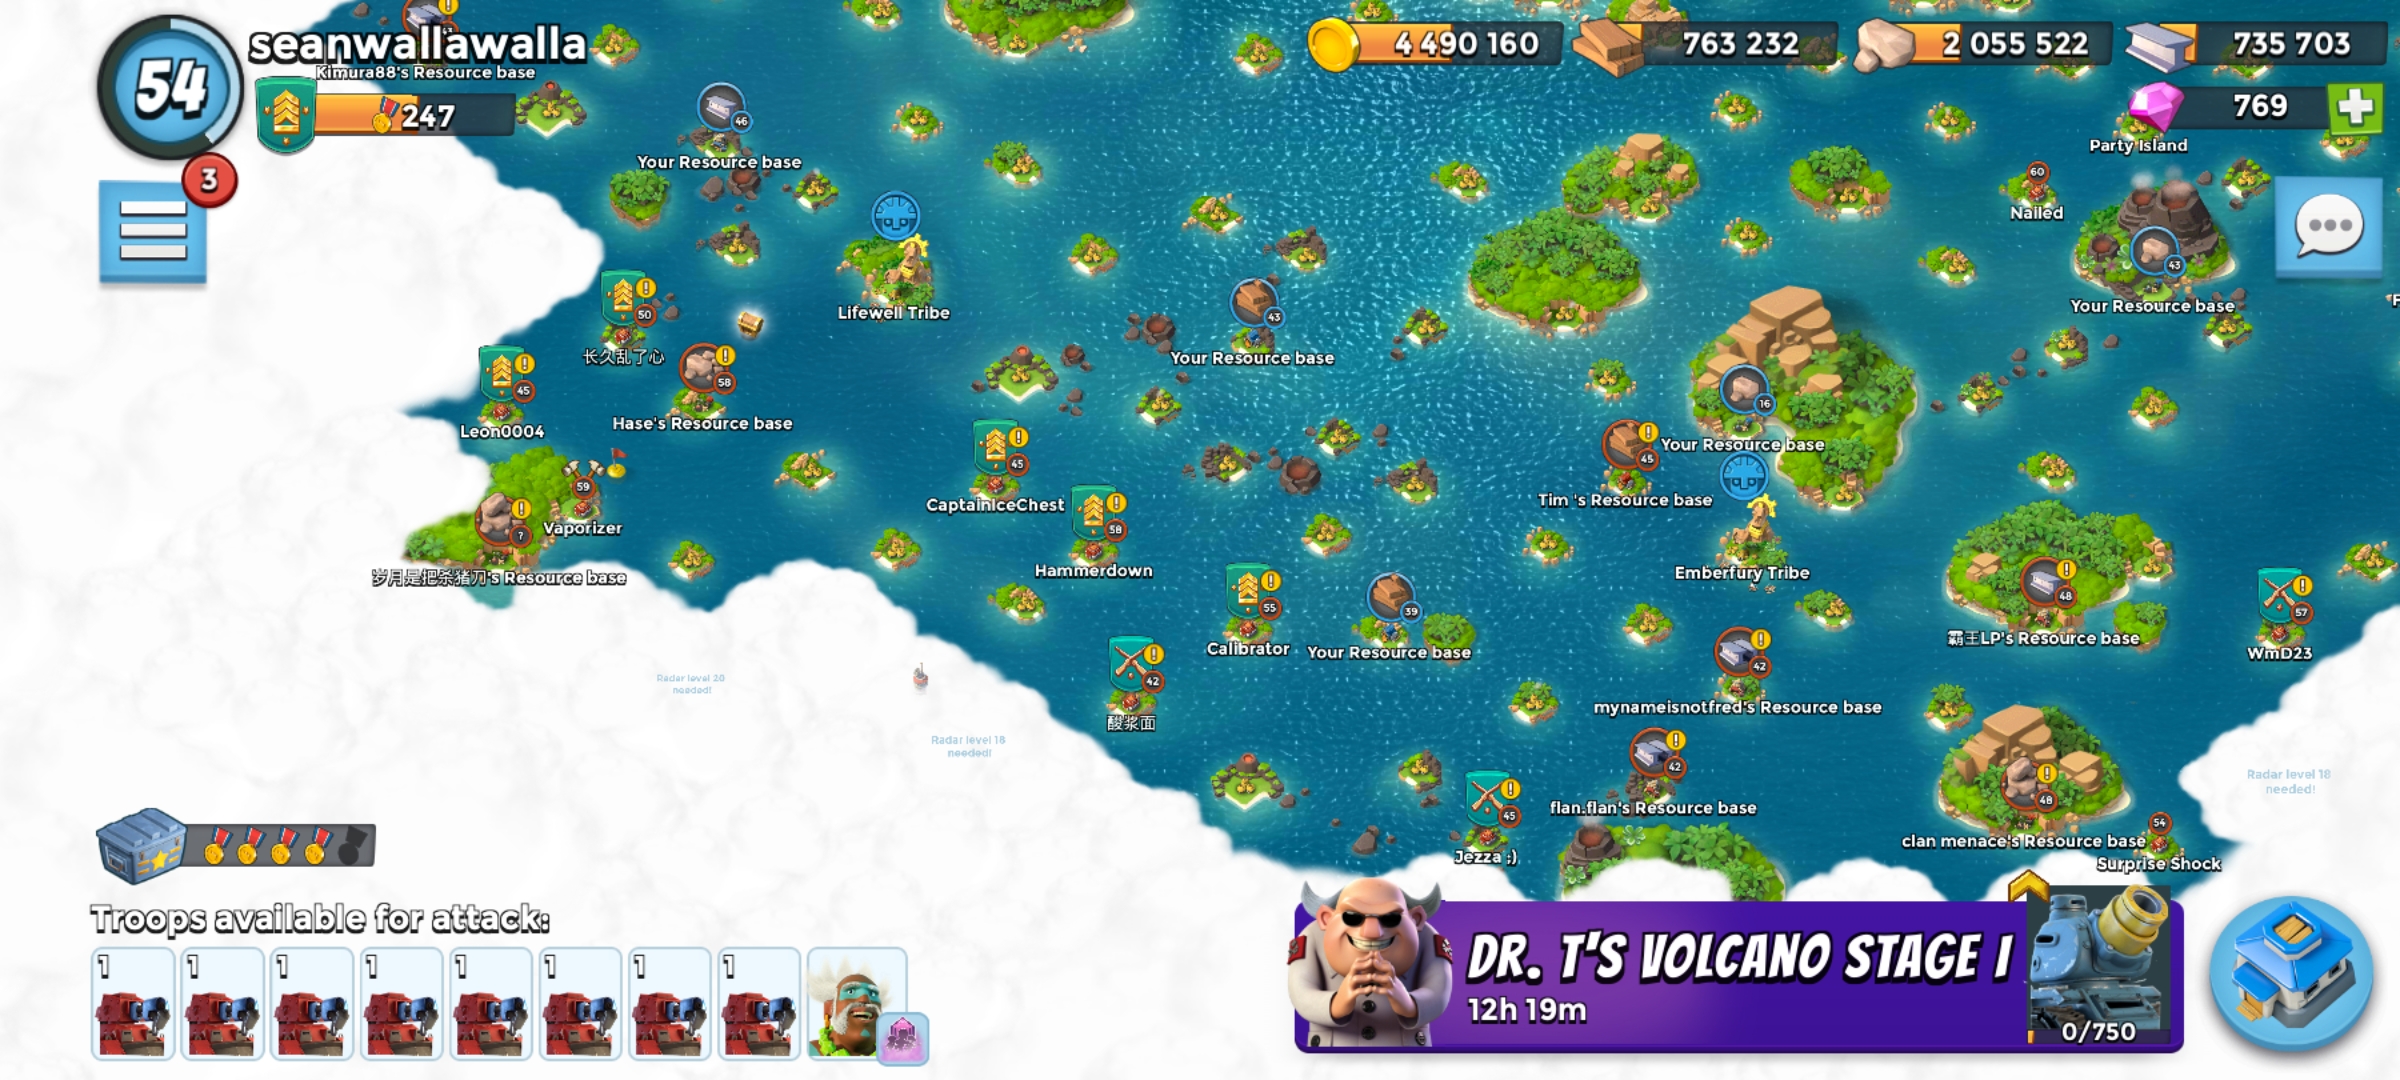 54
seanwallawalla
Kimura88's Resource base
247
3
4 490 160
763 232
2 055 522
735 703
769
Party Island
46
Your Resource base
60
Nailed
43
Your Resource base
Lifewell Tribe
50
长久乱了心
43
Your Resource base
45
Leon0004
58
Hase's Resource base
16
Your Resource base
45
CaptainIceChest
45
Tim 's Resource base
59
Vaporizer
?
岁月是把杀猪刀's Resource base
58
Hammerdown
Emberfury Tribe
55
Calibrator
39
Your Resource base
48
霸王LP's Resource base
57
WmD23
42
酸浆面
42
mynameisnotfred's Resource base
Radar level 20
needed!
Radar level 18
needed!
42
flan.flan's Resource base
45
Jezza ;)
48
clan menace's Resource base
54
Surprise Shock
Radar level 18
needed!
Troops available for attack:
1 1 1 1 1 1 1 1
DR. T'S VOLCANO STAGE 1
12h 19m
0/750